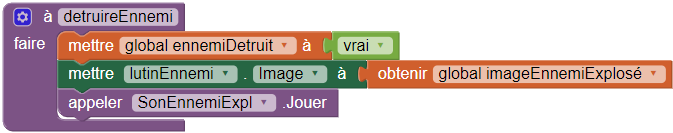 à detruireEnnemi
faire mettre global ennemiDetruit à vrai
mettre lutinEnnemi . Image à obtenir global imageEnnemiExplosé
appeler SonEnnemiExpl .Jouer